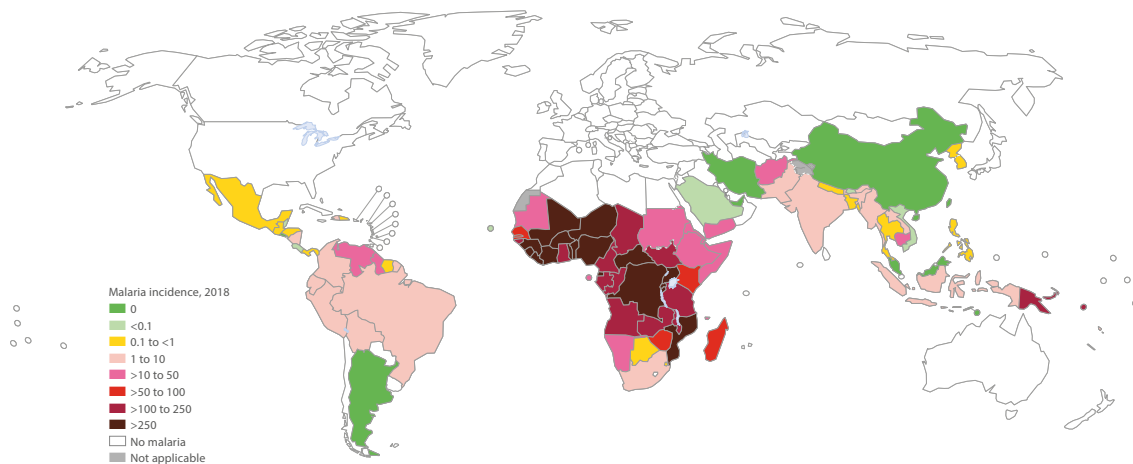 Malaria incidence, 2018
0
<0.1
0.1 to <1
1 to 10
>10 to 50
>50 to 100
>100 to 250
>250
No malaria
Not applicable